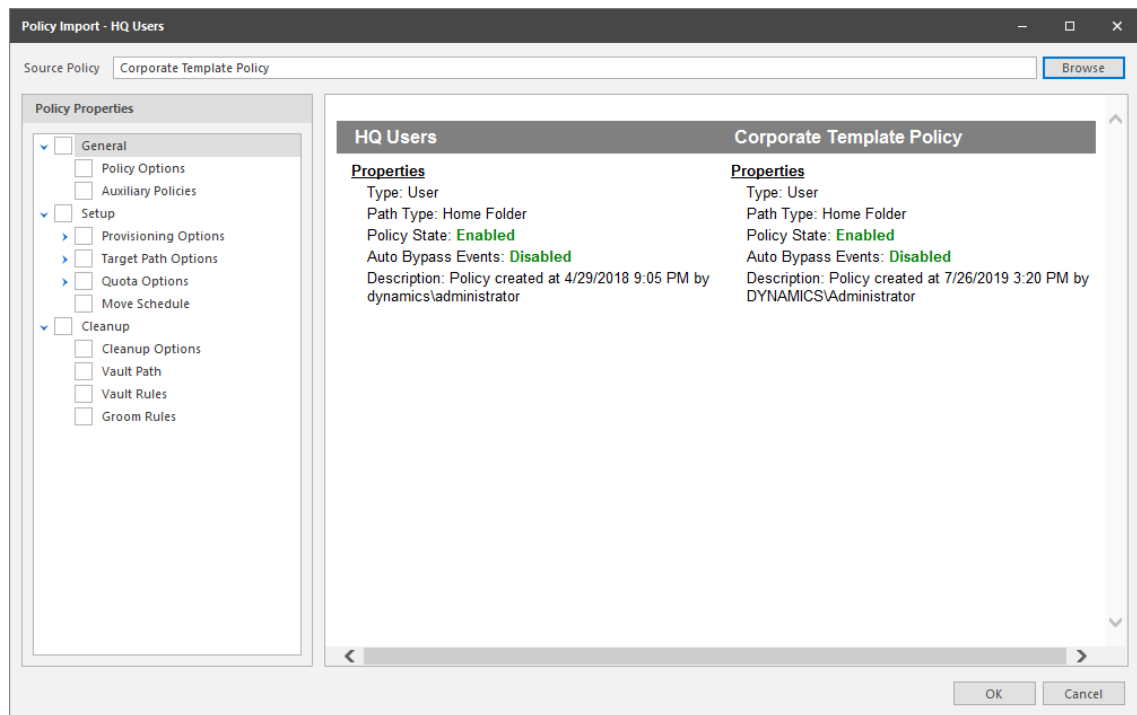 Policy Import - HQ Users
Source Policy
Corporate Template Policy
Browse
Policy Properties
General
Policy Options
Auxiliary Policies
Setup
Provisioning Options
Target Path Options
Quota Options
Move Schedule
Cleanup
Cleanup Options
Vault Path
Vault Rules
Groom Rules
HQ Users
Properties
Type: User
Path Type: Home Folder
Policy State: Enabled
Auto Bypass Events: Disabled
Description: Policy created at 4/29/2018 9:05 PM by
dynamics\administrator
Corporate Template Policy
Properties
Type: User
Path Type: Home Folder
Policy State: Enabled
Auto Bypass Events: Disabled
Description: Policy created at 7/26/2019 3:20 PM by
DYNAMICS\Administrator
OK
Cancel